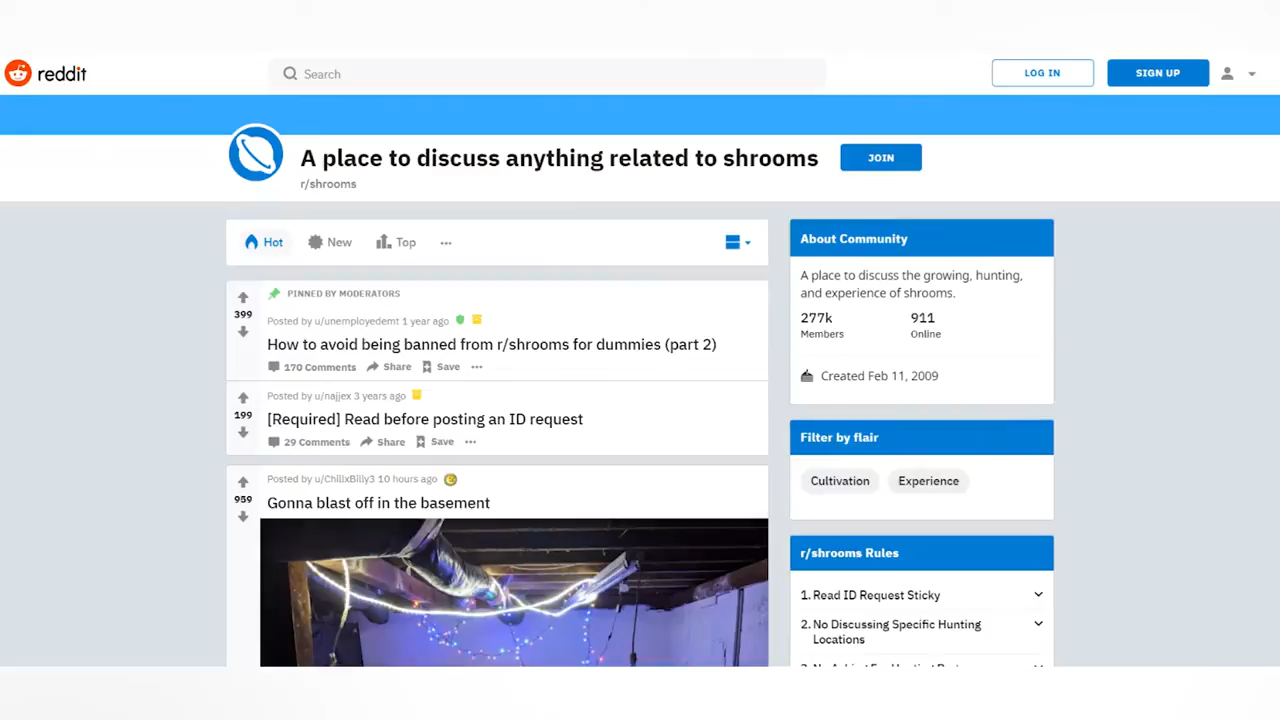 reddit
Search
LOG IN
SIGN UP
A place to discuss anything related to shrooms
JOIN
r/shrooms
Hot
New
Top
PINNED BY MODERATORS
399
Posted by u/unemployedemt 1 year ago
How to avoid being banned from r/shrooms for dummies (part 2)
170 Comments
Share
Save
Posted by u/najjex 3 years ago
199
[Required] Read before posting an ID request
29 Comments
Share
Save
Posted by u/ChillxBilly3 10 hours ago
959
Gonna blast off in the basement
About Community
A place to discuss the growing, hunting,
and experience of shrooms.
277k
911
Members
Online
Created Feb 11, 2009
Filter by flair
Cultivation
Experience
r/shrooms Rules
1. Read ID Request Sticky
2. No Discussing Specific Hunting
Locations